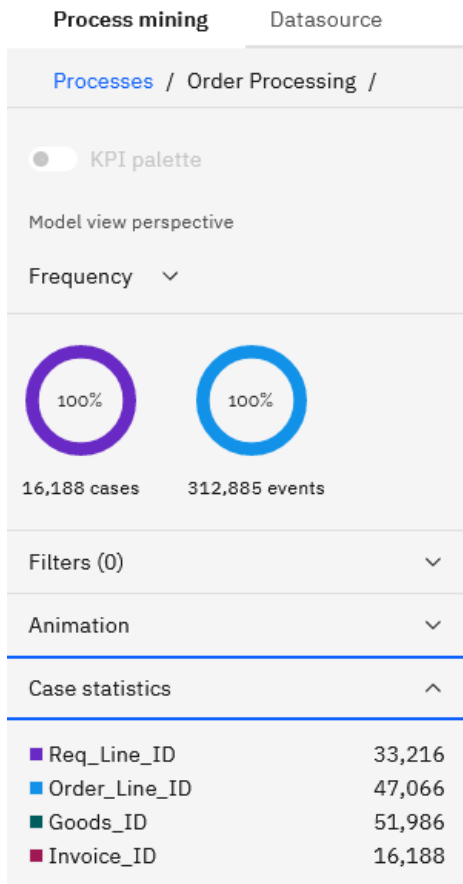 Process mining Datasource
Processes / Order Processing /
KPI palette
Model view perspective
Frequency
100% 100%
16,188 cases 312,885 events
Filters (0)
Animation
Case statistics
Req_Line_ID 33,216
Order_Line_ID 47,066
Goods_ID 51,986
Invoice_ID 16,188